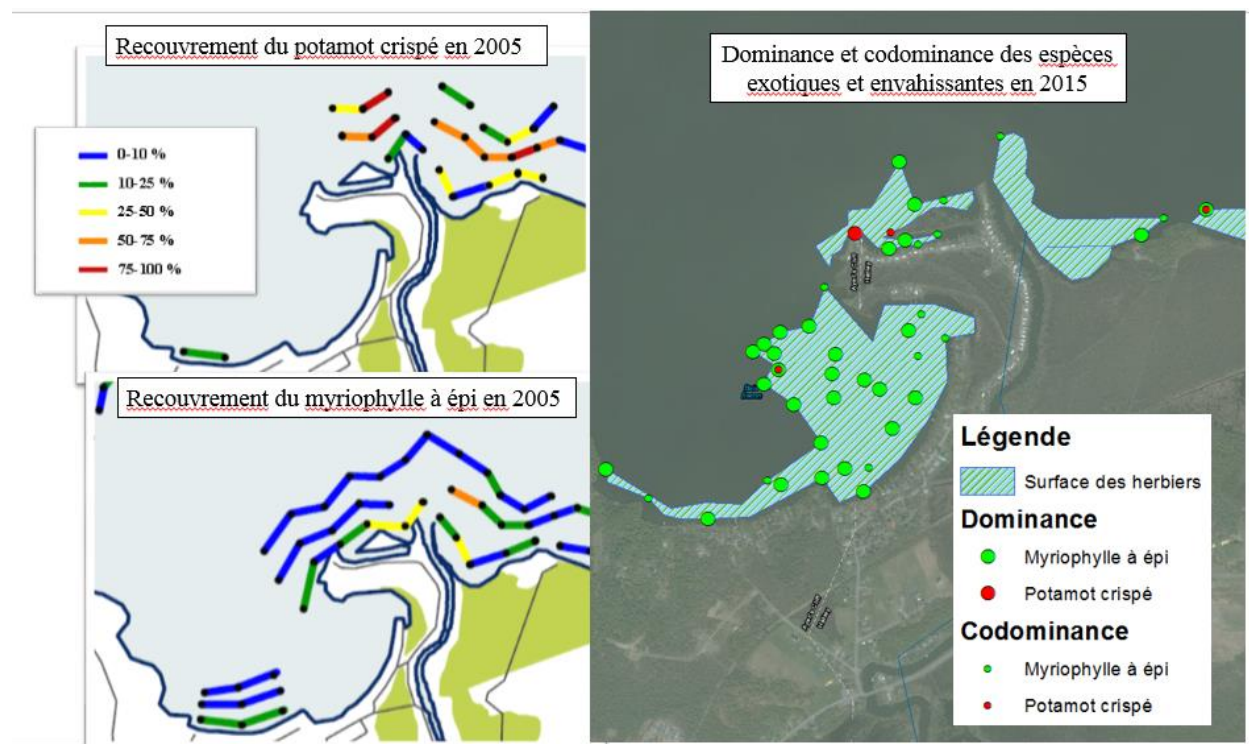 Recouvrement du potamot crispé en 2005
0-10 %
10-25 %
25-50 %
50-75 %
75-100 %
Recouvrement du myriophylle à épi en 2005
Dominance et codominance des espèces
exotiques et envahissantes en 2015
Légende
Surface des herbiers
Dominance
Myriophylle à épi
Potamot crispé
Codominance
Myriophylle à épi
Potamot crispé